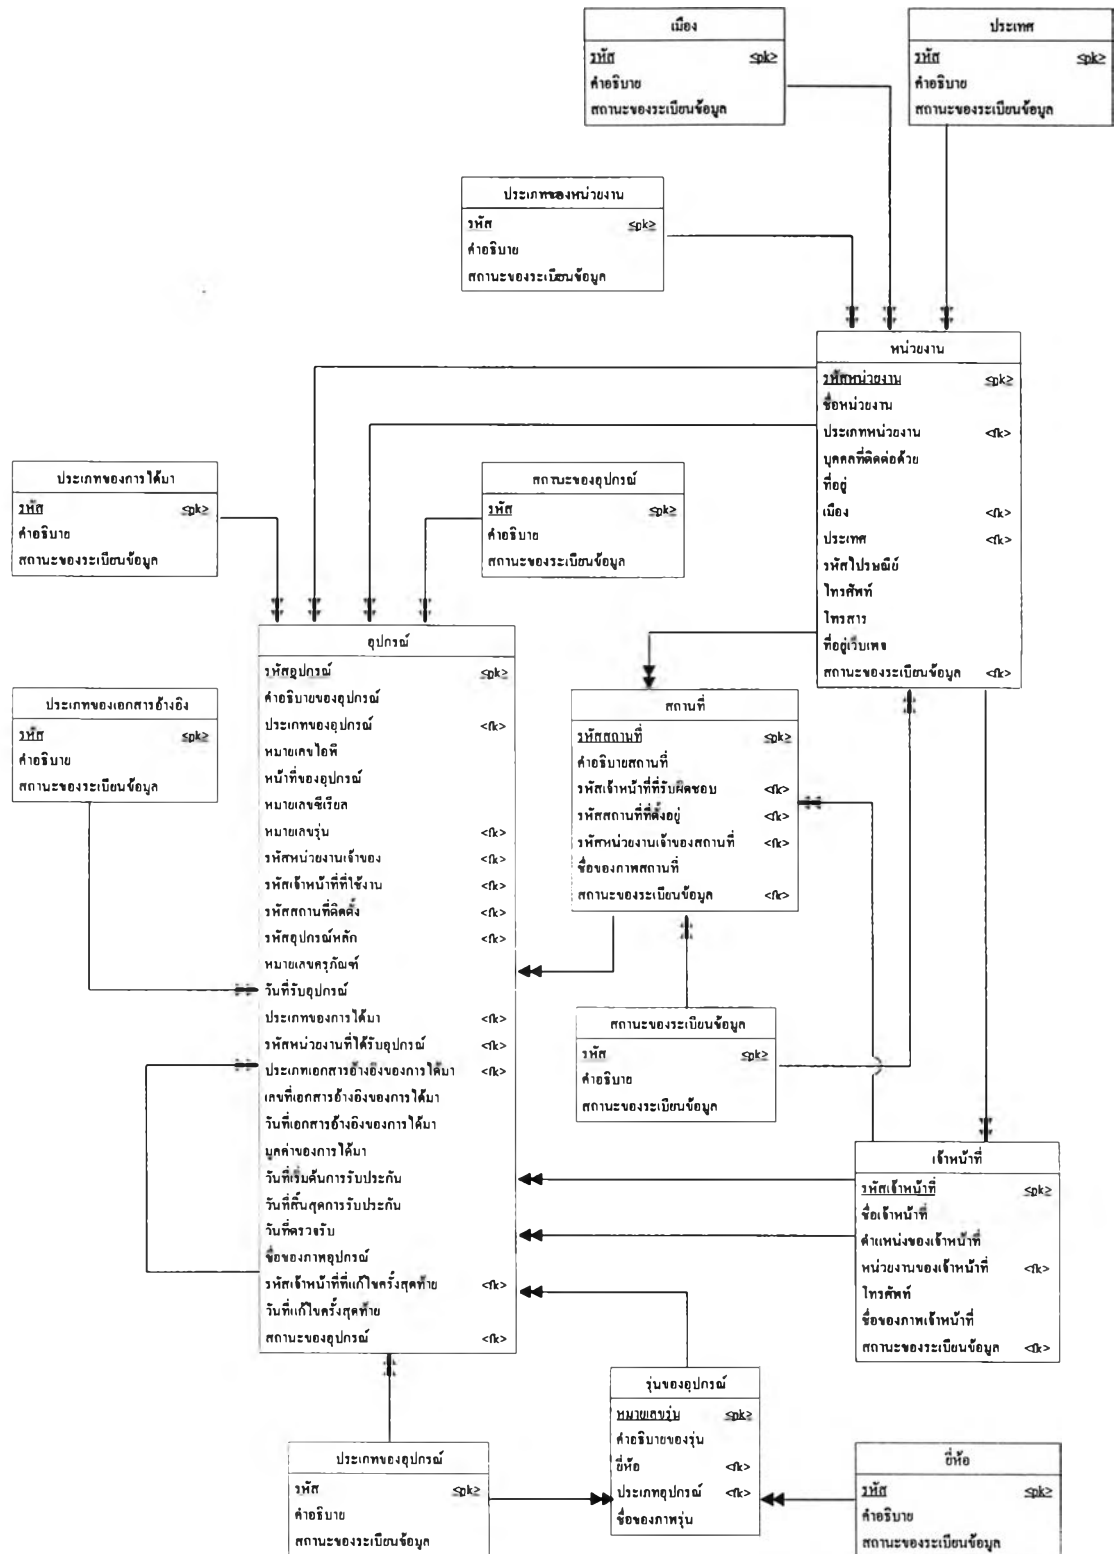 เมือง
รหัส <pk>
คำอธิบาย
สถานะของระเบียนข้อมูล
ประเทศ
รหัส <pk>
คำอธิบาย
สถานะของระเบียนข้อมูล
ประเภทของหน่วยงาน
รหัส <pk>
คำอธิบาย
สถานะของระเบียนข้อมูล
หน่วยงาน
รหัสหน่วยงาน <pk>
ชื่อหน่วยงาน
ประเภทหน่วยงาน <fk>
บุคคลที่ติดต่อด้วย
ที่อยู่
เมือง <fk>
ประเทศ <fk>
รหัสไปรษณีย์
โทรศัพท์
โทรสาร
ที่อยู่เว็บเพจ
สถานะของระเบียนข้อมูล <fk>
ประเภทของการได้มา
รหัส <pk>
คำอธิบาย
สถานะของระเบียนข้อมูล
สถานะของอุปกรณ์
รหัส <pk>
คำอธิบาย
สถานะของระเบียนข้อมูล
ประเภทของเอกสารอ้างอิง
รหัส <pk>
คำอธิบาย
สถานะของระเบียนข้อมูล
อุปกรณ์
รหัสอุปกรณ์ <pk>
คำอธิบายของอุปกรณ์
ประเภทของอุปกรณ์ <fk>
หมายเลขไอพี
หน้าที่ของอุปกรณ์
หมายเลขซีเรียล
หมายเลขรุ่น <fk>
รหัสหน่วยงานเจ้าของ <fk>
รหัสเจ้าหน้าที่ที่ใช้งาน <fk>
รหัสสถานที่ติดตั้ง <fk>
รหัสอุปกรณ์หลัก <fk>
หมายเลขครุภัณฑ์
วันที่รับอุปกรณ์
ประเภทของการได้มา <fk>
รหัสหน่วยงานที่ได้รับอุปกรณ์ <fk>
ประเภทเอกสารอ้างอิงของการได้มา <fk>
เลขที่เอกสารอ้างอิงของการได้มา
วันที่เอกสารอ้างอิงของการได้มา
มูลค่าของการได้มา
วันที่เริ่มต้นการรับประกัน
วันที่สิ้นสุดการรับประกัน
วันที่ตรวจรับ
ชื่อของภาพอุปกรณ์
รหัสเจ้าหน้าที่ที่แก้ไขครั้งสุดท้าย <fk>
วันที่แก้ไขครั้งสุดท้าย
สถานะของอุปกรณ์ <fk>
สถานที่
รหัสสถานที่ <pk>
คำอธิบายสถานที่
รหัสเจ้าหน้าที่ที่รับผิดชอบ <fk>
รหัสสถานที่ที่ตั้งอยู่ <fk>
รหัสหน่วยงานเจ้าของสถานที่ <fk>
ชื่อของภาพสถานที่
สถานะของระเบียนข้อมูล <fk>
สถานะของระเบียนข้อมูล
รหัส <pk>
คำอธิบาย
สถานะของระเบียนข้อมูล
เจ้าหน้าที่
รหัสเจ้าหน้าที่ <pk>
ชื่อเจ้าหน้าที่
ตำแหน่งของเจ้าหน้าที่
หน่วยงานของเจ้าหน้าที่ <fk>
โทรศัพท์
ชื่อของภาพเจ้าหน้าที่
สถานะของระเบียนข้อมูล <fk>
รุ่นของอุปกรณ์
หมายเลขรุ่น <pk>
คำอธิบายของรุ่น
ยี่ห้อ <fk>
ประเภทอุปกรณ์ <fk>
ชื่อของภาพรุ่น
ประเภทของอุปกรณ์
รหัส <pk>
คำอธิบาย
สถานะของระเบียนข้อมูล
ยี่ห้อ
รหัส <pk>
คำอธิบาย
สถานะของระเบียนข้อมูล